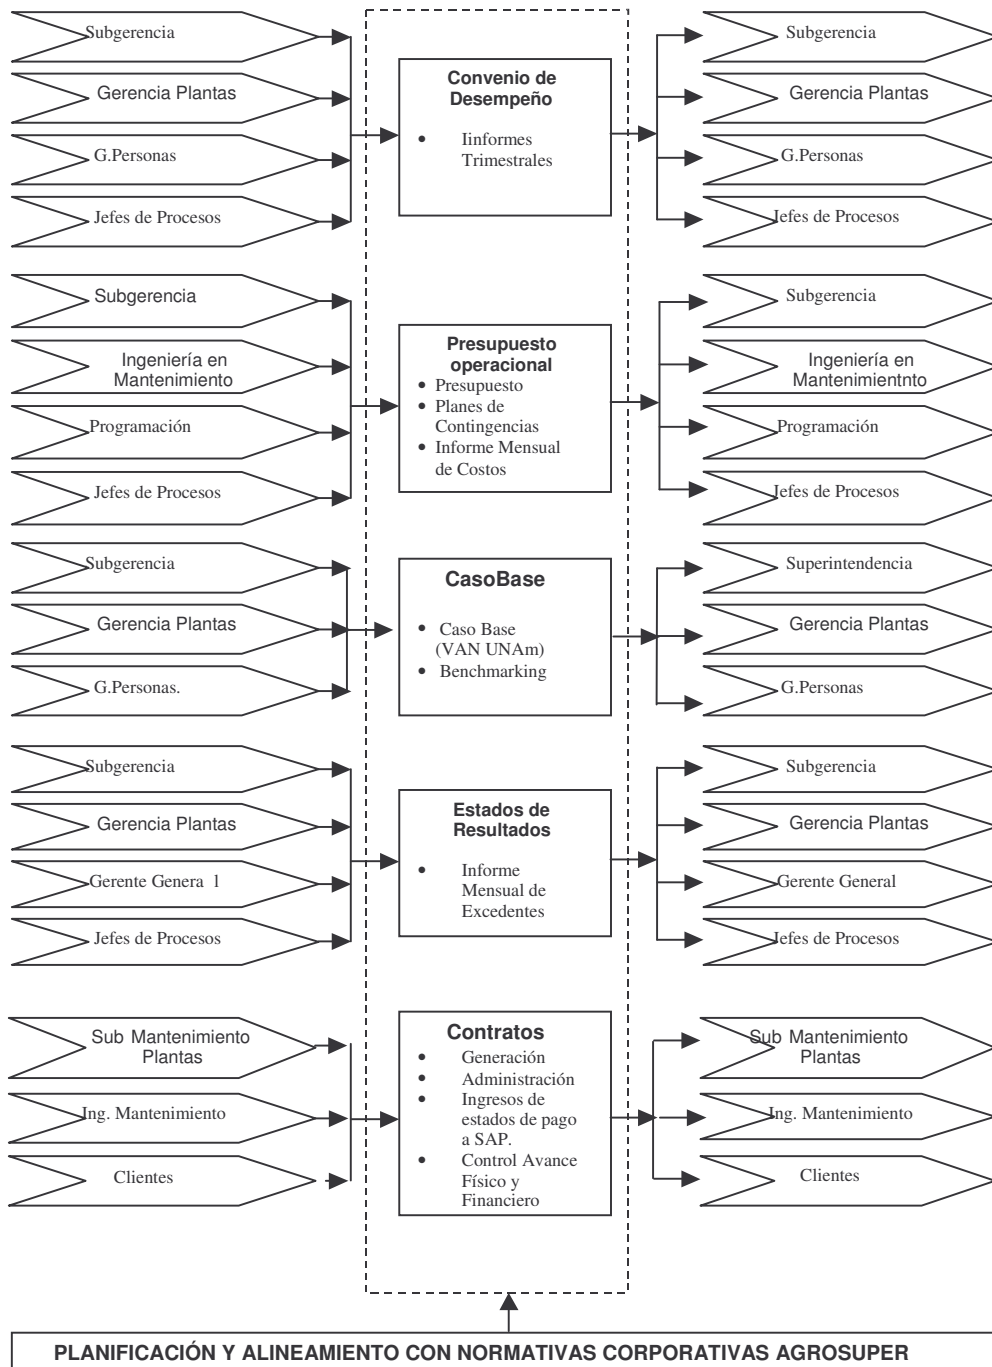 Subgerencia
Gerencia Plantas
G.Personas
Jefes de Procesos
Convenio de
Desempeño
• Iinformes
Trimestrales
Subgerencia
Gerencia Plantas
G.Personas
Jefes de Procesos
Subgerencia
Ingeniería en
Mantenimiento
Programación
Jefes de Procesos
Presupuesto
operacional
• Presupuesto
• Planes de
Contingencias
• Informe Mensual
de Costos
Subgerencia
Ingeniería en
Mantenimientnto
Programación
Jefes de Procesos
Subgerencia
Gerencia Plantas
G.Personas.
CasoBase
• Caso Base
(VAN UNAm)
• Benchmarking
Superintendencia
Gerencia Plantas
G.Personas
Subgerencia
Gerencia Plantas
Gerente Genera l
Jefes de Procesos
Estados de
Resultados
• Informe
Mensual de
Excedentes
Subgerencia
Gerencia Plantas
Gerente General
Jefes de Procesos
Sub Mantenimiento
Plantas
Ing. Mantenimiento
Clientes
Contratos
• Generación
• Administración
• Ingresos de
estados de pago
a SAP.
• Control Avance
Físico y
Financiero
Sub Mantenimiento
Plantas
Ing. Mantenimiento
Clientes
PLANIFICACIÓN Y ALINEAMIENTO CON NORMATIVAS CORPORATIVAS AGROSUPER